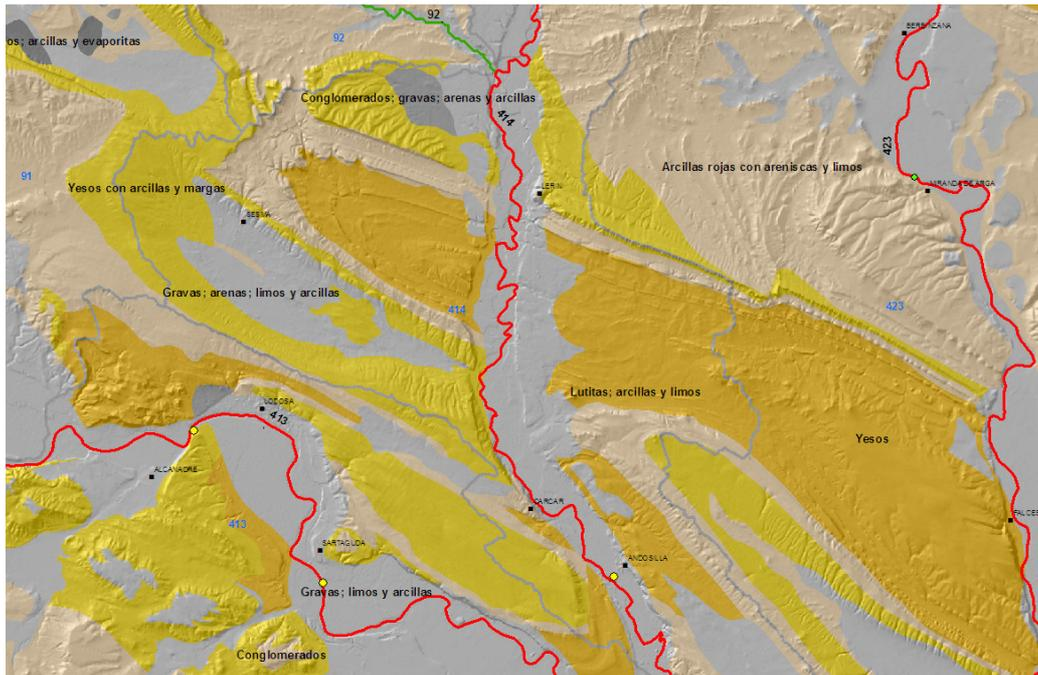 92
BERBINZANA
os; arcillas y evaporitas
92
Conglomerados; gravas; arenas y arcillas
414
423
Arcillas rojas con areniscas y limos
91
Yesos con arcillas y margas
LERIN
MIRANDA DE ARGA
SESMA
Gravas; arenas; limos y arcillas
414
423
Lutitas; arcillas y limos
LODOSA
413
Yesos
ALCANADRE
CARCAR
FALCES
413
SARTAGUDA
ANDOSILLA
Gravas; limos y arcillas
Conglomerados